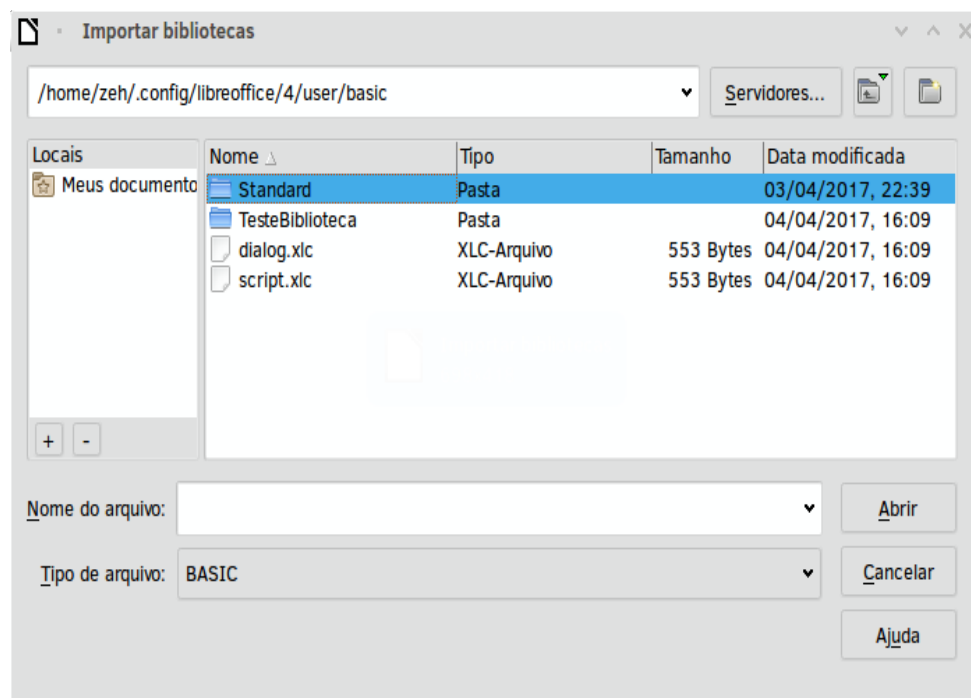 Importar bibliotecas
/home/zeh/.config/libreoffice/4/user/basic
Servidores...
Locais
Meus documento
Nome Tipo Tamanho Data modificada
Standard Pasta 03/04/2017, 22:39
TesteBiblioteca Pasta 04/04/2017, 16:09
dialog.xlc XLC-Arquivo 553 Bytes 04/04/2017, 16:09
script.xlc XLC-Arquivo 553 Bytes 04/04/2017, 16:09
+ -
Nome do arquivo: Abrir
Tipo de arquivo: BASIC Cancelar
Ajuda